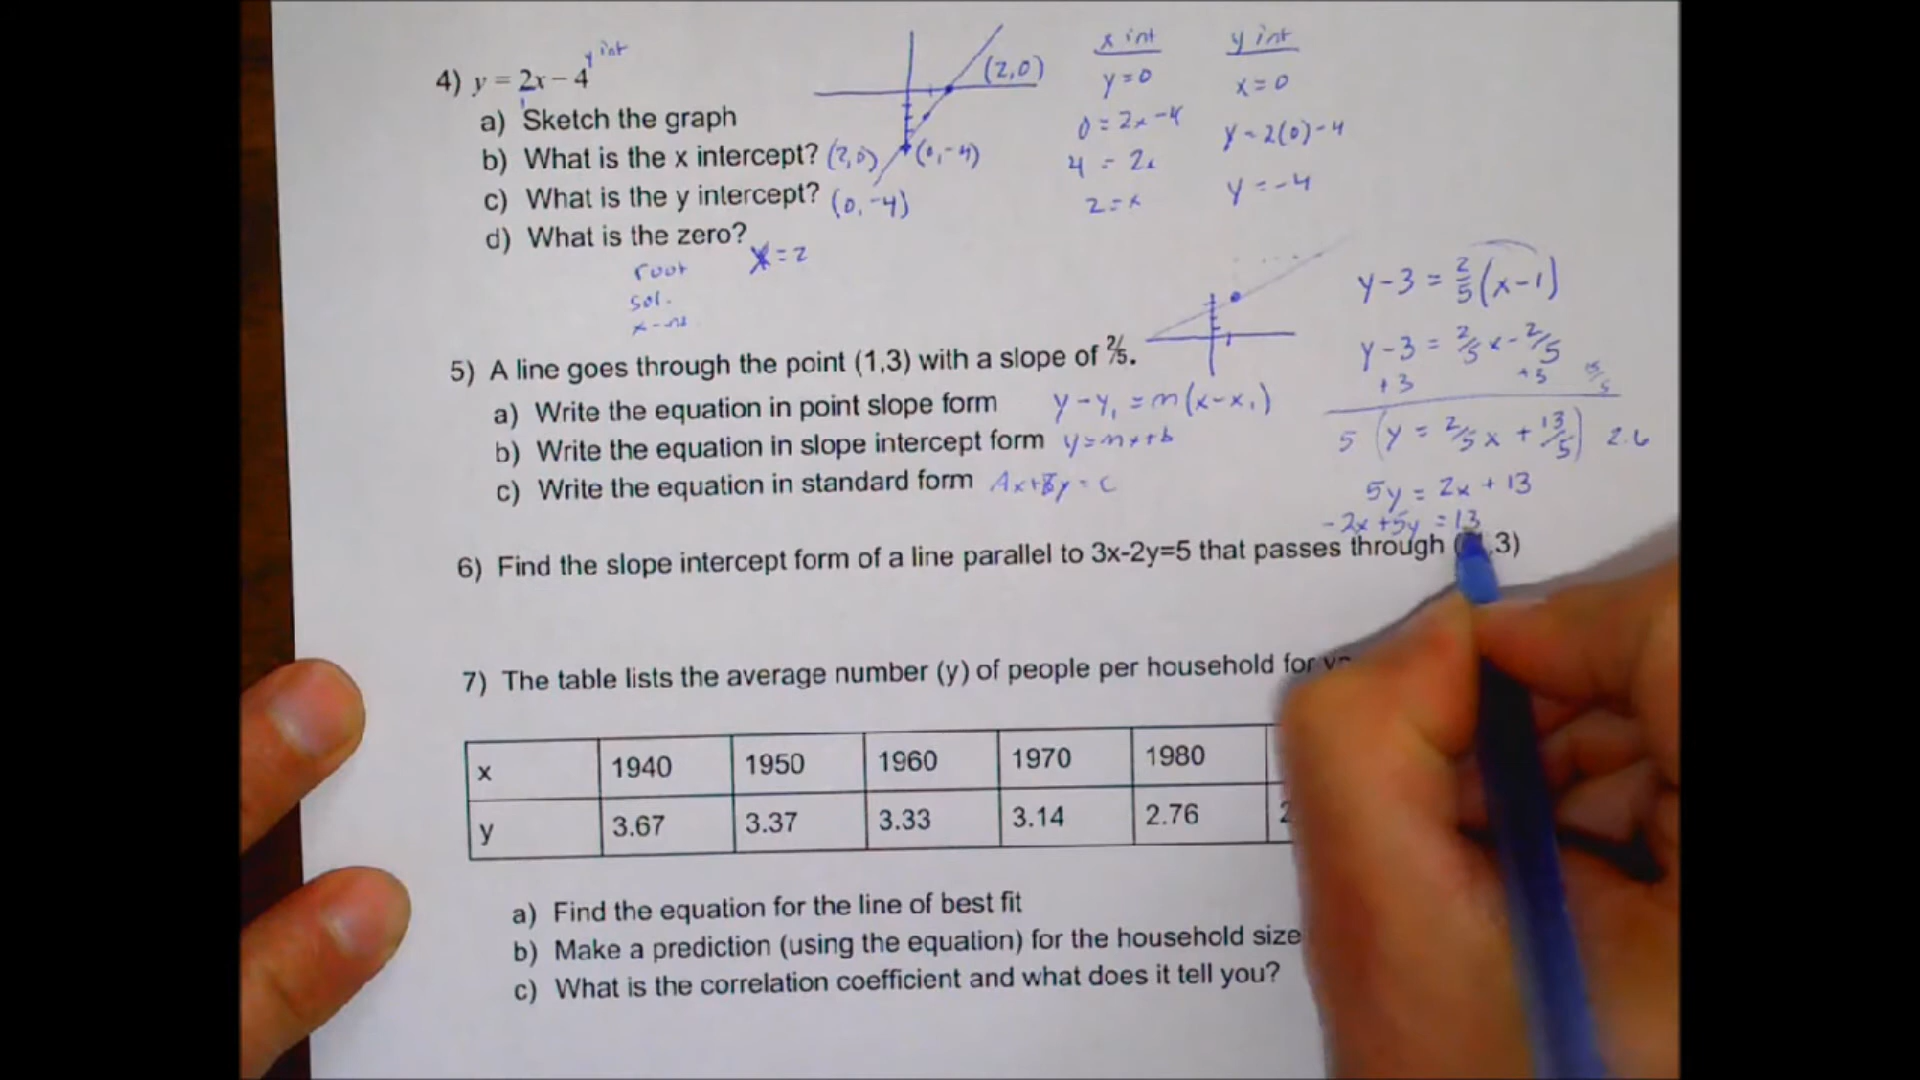 4) y = 2x – 4
y int
a) Sketch the graph
b) What is the x intercept? (2,0)
c) What is the y intercept? (0,-4)
d) What is the zero? x = 2
root
sol.
(2,0)
(0,-4)
x int
y=0
0 = 2x -4
4 = 2x
2 = x
y int
x=0
y = 2(0)-4
y = -4
5) A line goes through the point (1,3) with a slope of 2/5.
a) Write the equation in point slope form y-y₁ = m(x-x₁)
b) Write the equation in slope intercept form y=mx+b
c) Write the equation in standard form Ax+By = C
y-3 = 2/5 (x-1)
y-3 = 2/5 x - 2/5
+3 +3
5 (y = 2/5 x + 13/5) 2.6
5y = 2x + 13
-2x +5y = 13
6) Find the slope intercept form of a line parallel to 3x-2y=5 that passes through ( 3)
7) The table lists the average number (y) of people per household for
x 1940 1950 1960 1970 1980
y 3.67 3.37 3.33 3.14 2.76 2
a) Find the equation for the line of best fit
b) Make a prediction (using the equation) for the household size
c) What is the correlation coefficient and what does it tell you?